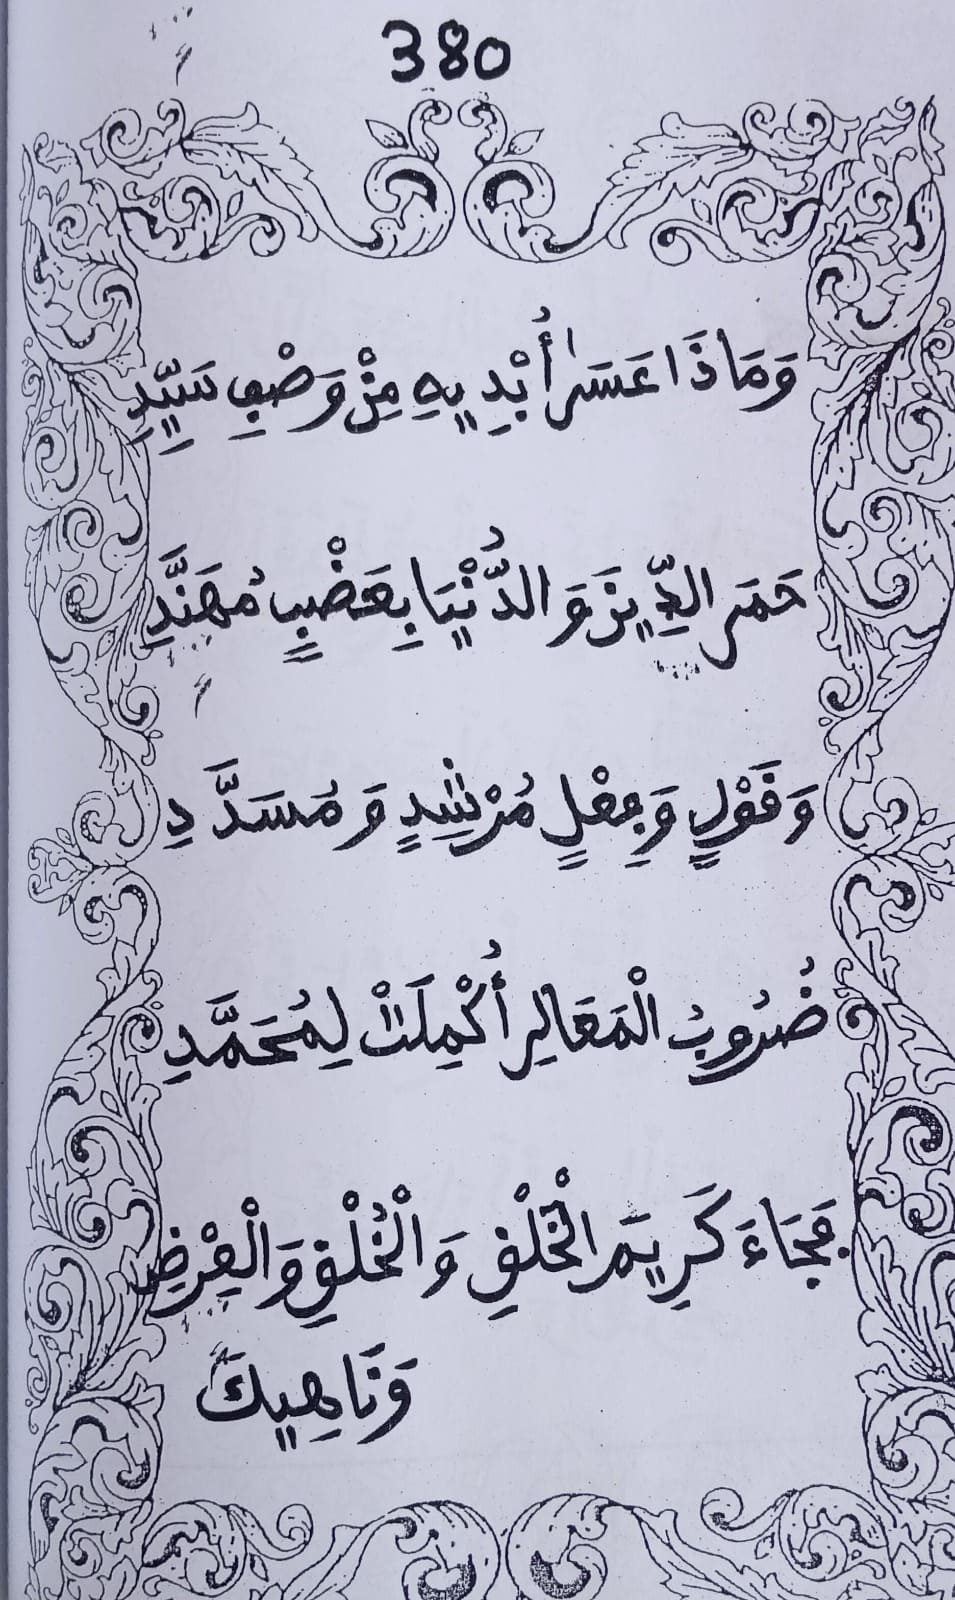 380
وَمَاذَا عَسَىٰ أُبْدِيهِ مِنْ وَصْفِ سَيِّدِ
حَمَى الدِّينَ وَالدُّنْيَا بِعَضْبٍ مُهَنَّدِ
وَقَوْلٍ وَفِعْلٍ مُرْشِدٍ وَمُسَدَّدِ
ضُرُوبُ الْمَعَالِي أُكْمِلَتْ لِمُحَمَّدِ
فَجَاءَ كَرِيمَ الْخَلْقِ وَالْخُلْقِ وَالْعِرْضِ
وَنَاهِيكَ